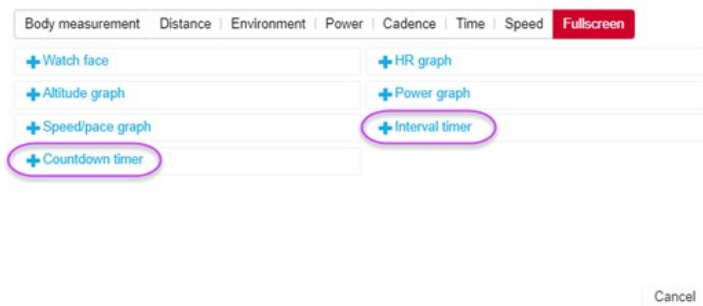 Body measurement Distance Environment Power Cadence Time Speed Fullscreen
Watch face HR graph
Altitude graph Power graph
Speed/pace graph Interval timer
Countdown timer
Cancel